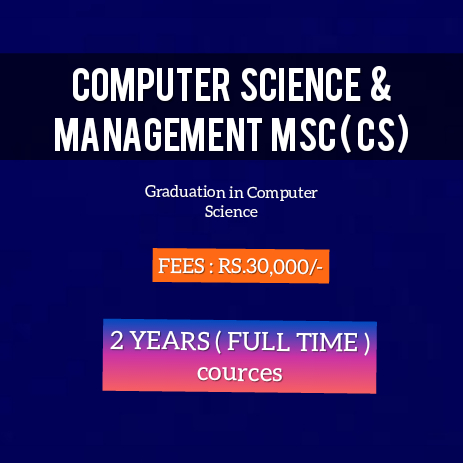 COMPUTER SCIENCE &
MANAGEMENT MSC( CS)
Graduation in Computer
Science
FEES : RS.30,000/-
2 YEARS ( FULL TIME )
cources